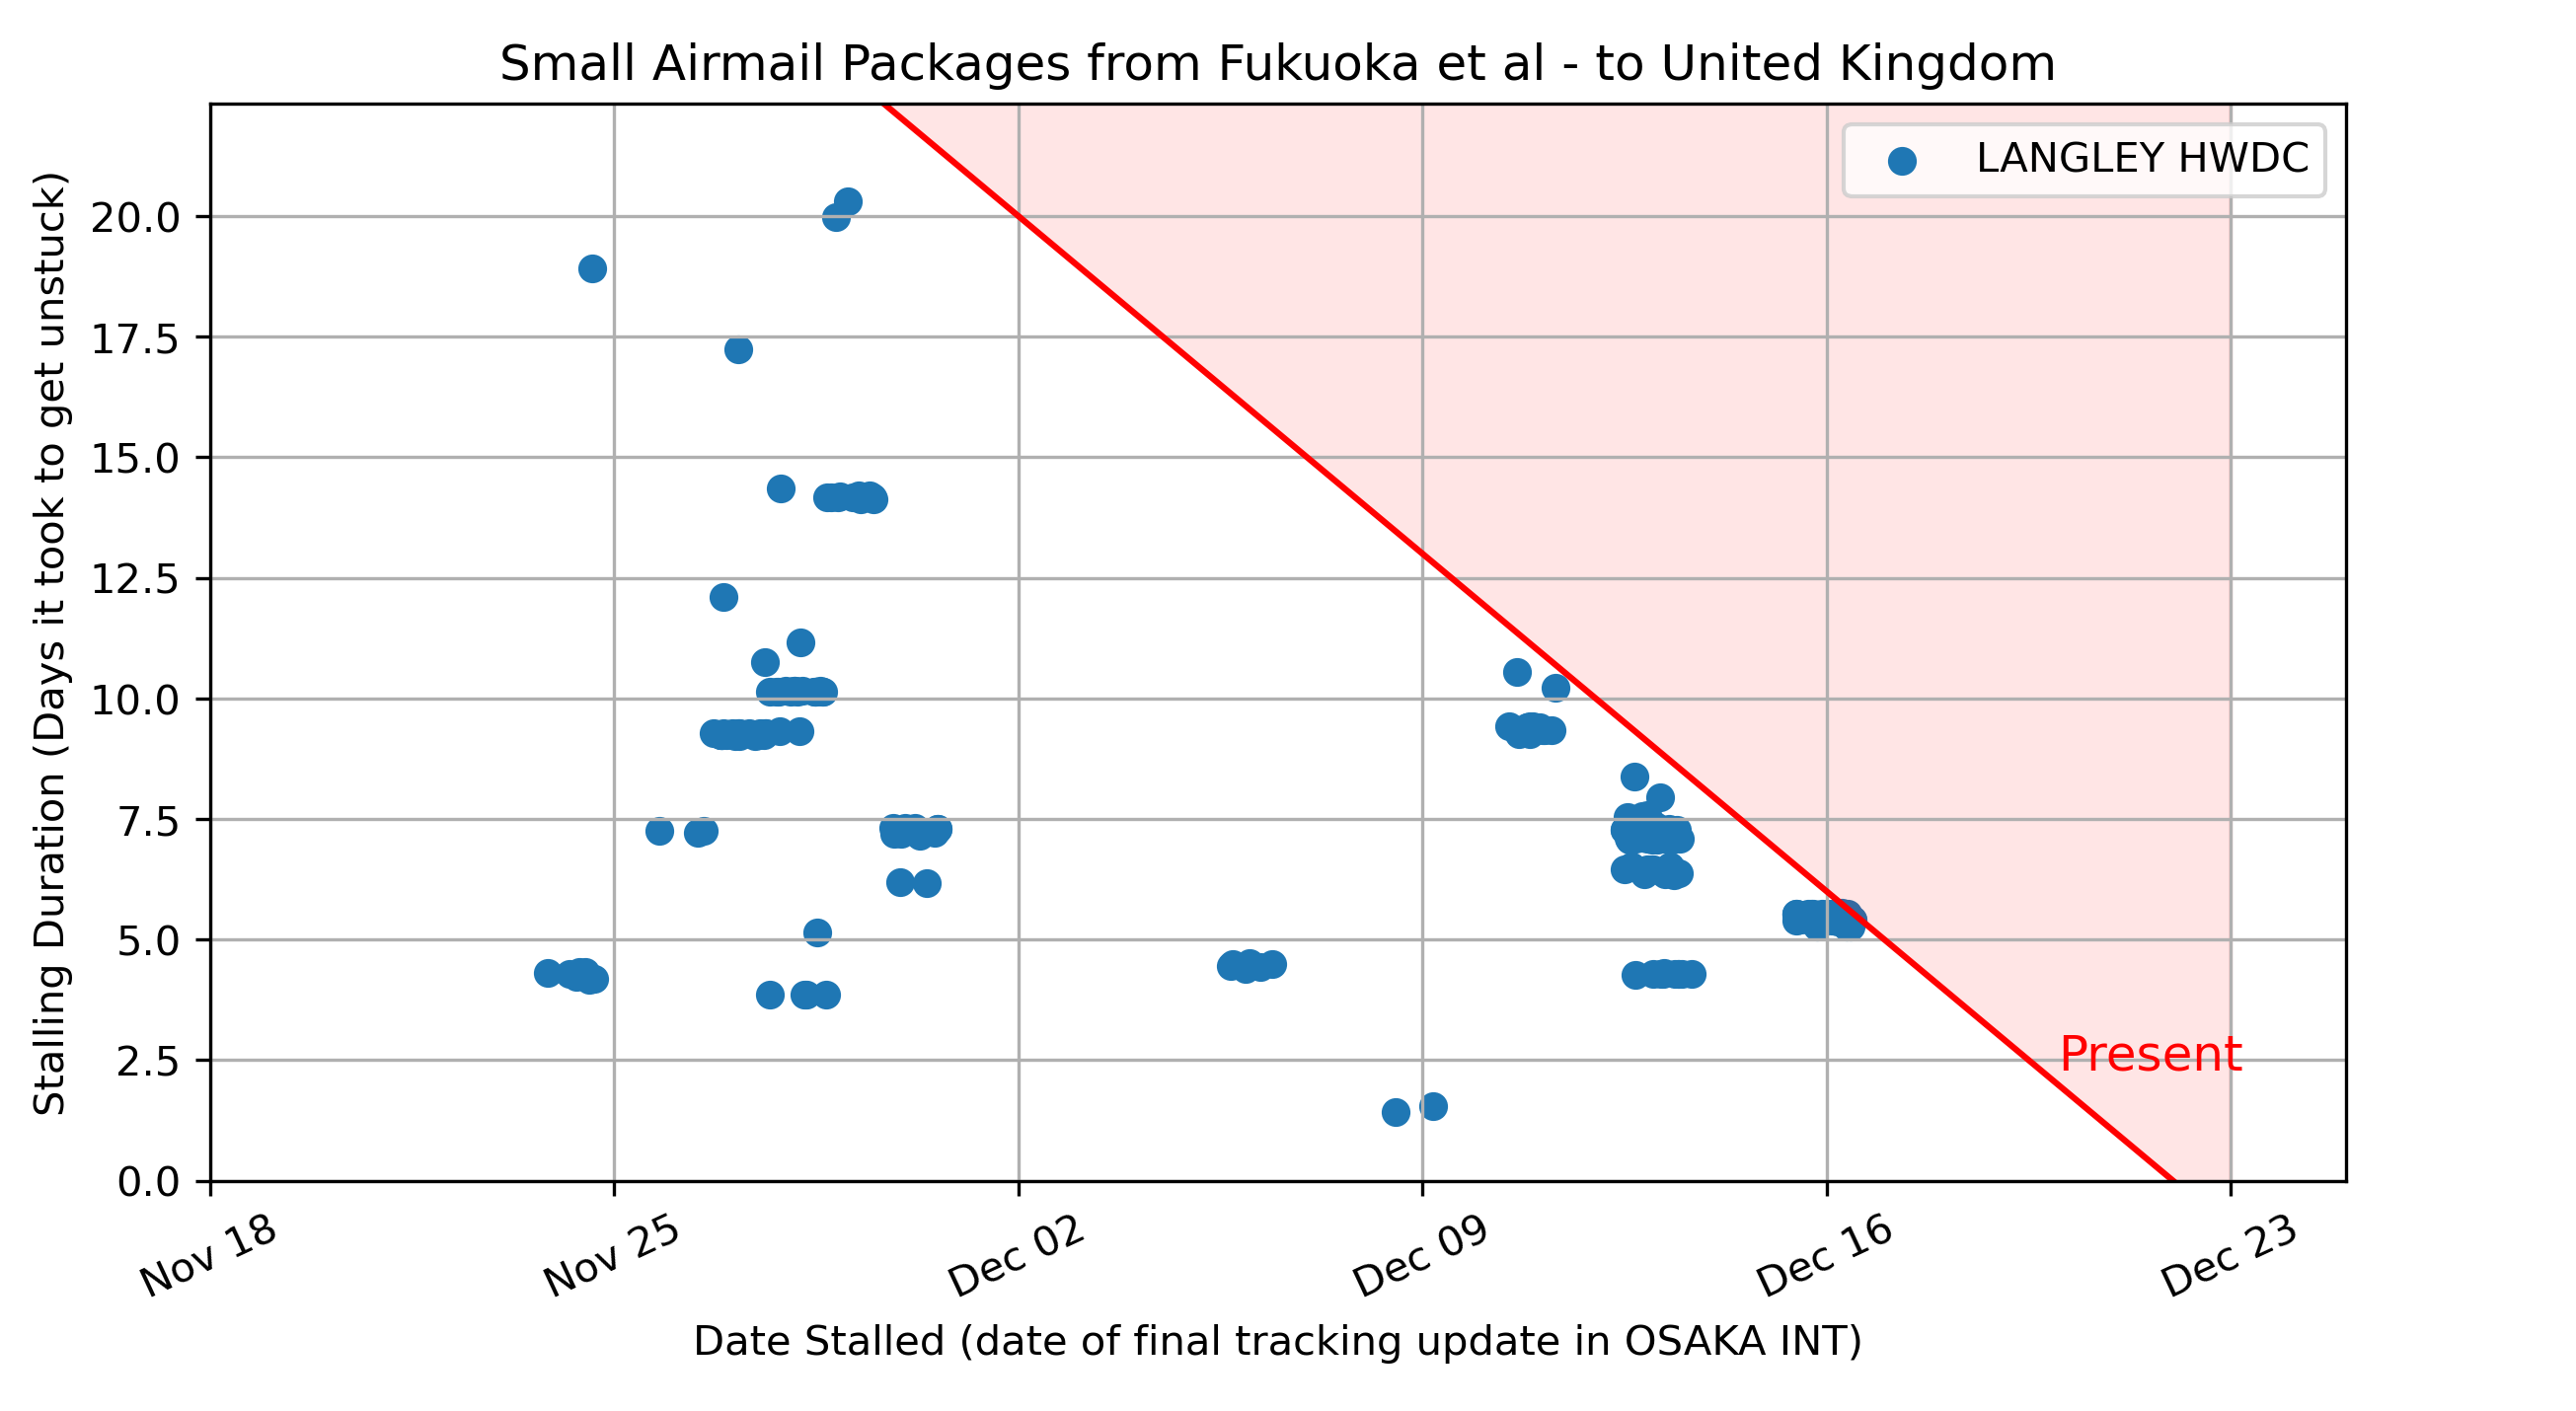 Small Airmail Packages from Fukuoka et al - to United Kingdom
LANGLEY HWDC
Stalling Duration (Days it took to get unstuck)
20.0
17.5
15.0
12.5
10.0
7.5
5.0
2.5
0.0
Present
Nov 18
Nov 25
Dec 02
Dec 09
Dec 16
Dec 23
Date Stalled (date of final tracking update in OSAKA INT)